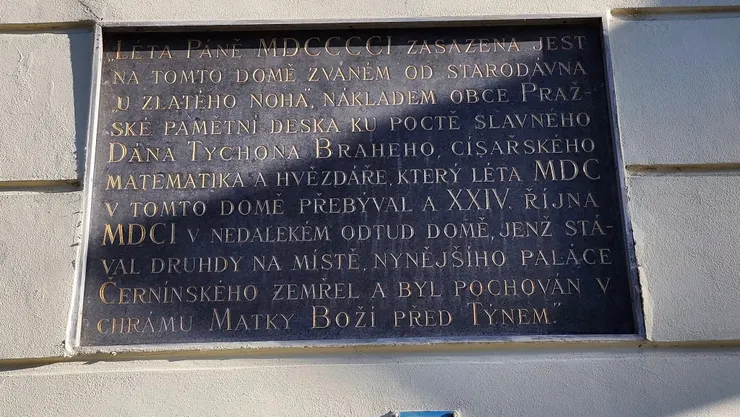 „Léta Páně MDCCCCI zasazena jest
na tomto domě zvaném od starodávna
„u zlatého noha", nákladem obce Praž-
ské pamětní deska ku poctě slavného
Dána Tychona Braheho, císařského
matematika a hvězdáře, který léta MDC
v tomto domě přebýval a XXIV. října
MDCI v nedalekém odtud domě, jenž stá-
val druhdy na místě, nynějšího paláce
Černínského zemřel a byl pochován v
chrámu Matky Boží před Týnem."